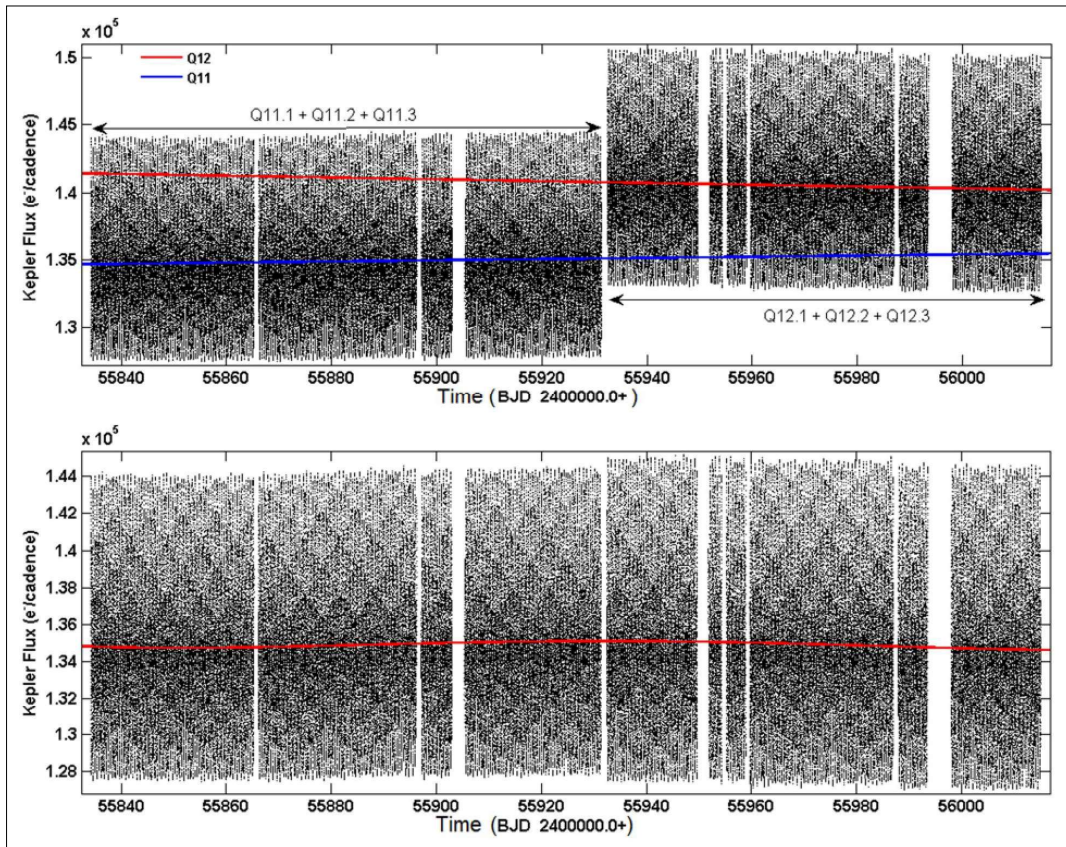 x 10⁵
1.5
1.45
1.4
1.35
1.3
Kepler Flux (e⁻/cadence)
Q12
Q11
Q11.1 + Q11.2 + Q11.3
Q12.1 + Q12.2 + Q12.3
55840 55860 55880 55900 55920 55940 55960 55980 56000
Time (BJD 2400000.0+)
x 10⁵
1.44
1.42
1.4
1.38
1.36
1.34
1.32
1.3
1.28
Kepler Flux (e⁻/cadence)
55840 55860 55880 55900 55920 55940 55960 55980 56000
Time (BJD 2400000.0+)